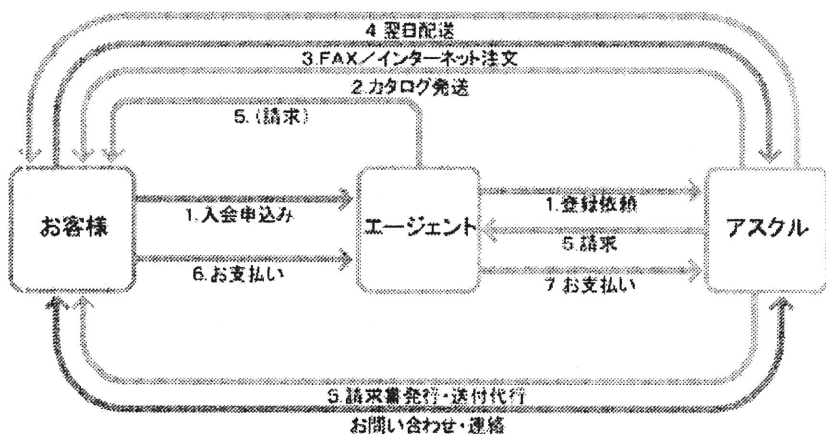 4.翌日配送
3.FAX／インターネット注文
2.カタログ発送
5.(請求)
お客様
エージェント
アスクル
1.入会申込み
1.登録依頼
5.請求
6.お支払い
7.お支払い
5.請求書発行・送付代行
お問い合わせ・連絡